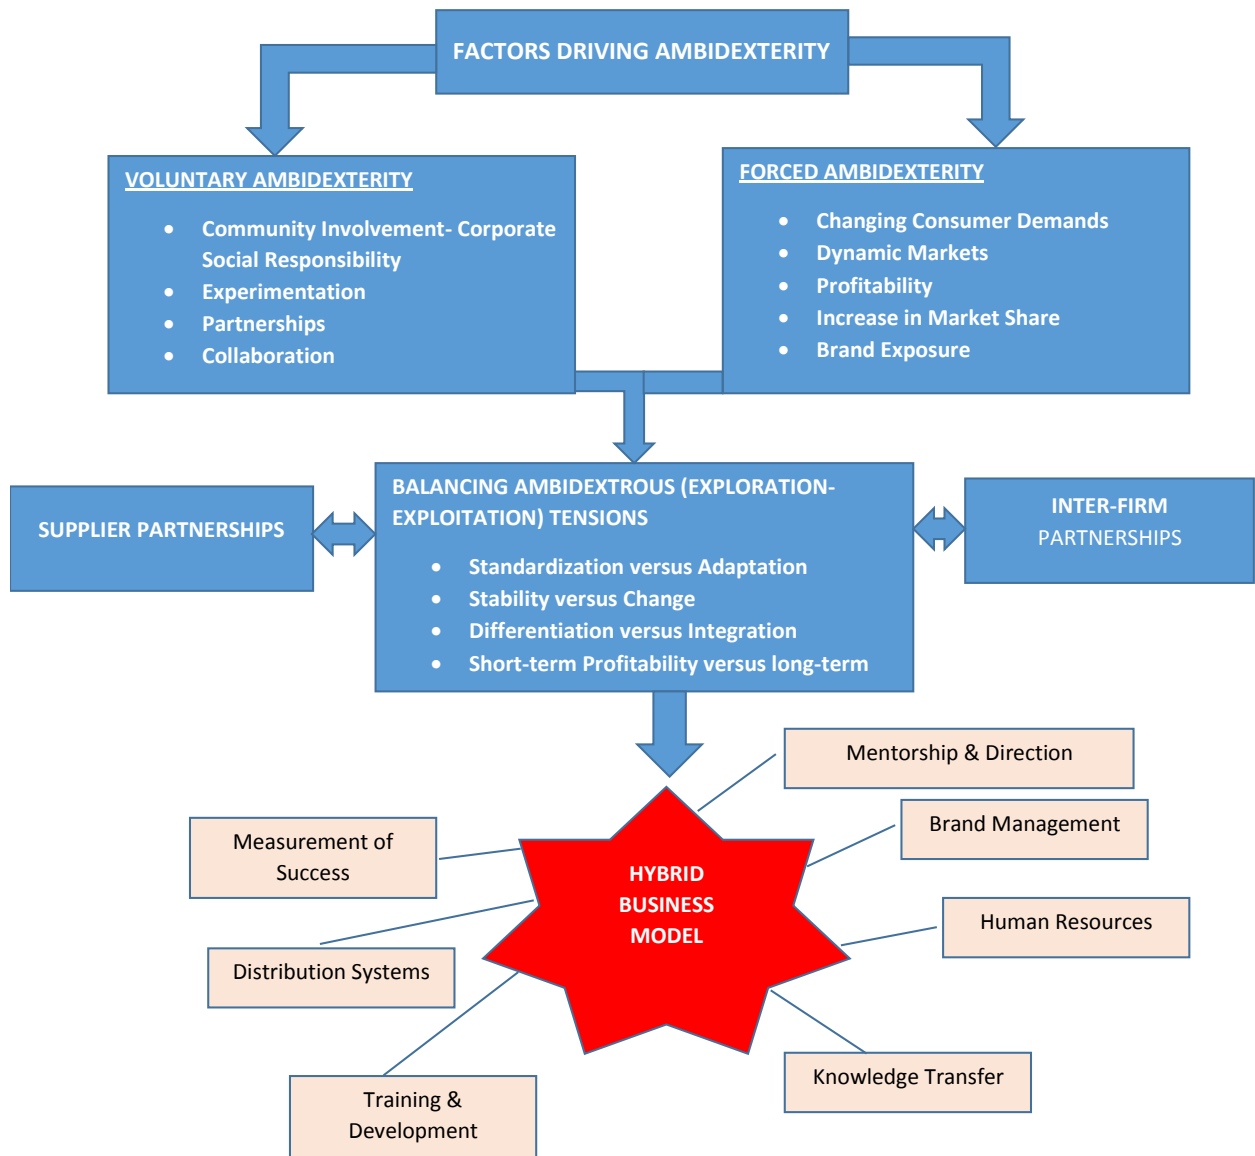 FACTORS DRIVING AMBIDEXTERITY
VOLUNTARY AMBIDEXTERITY
• Community Involvement- Corporate
Social Responsibility
• Experimentation
• Partnerships
• Collaboration
FORCED AMBIDEXTERITY
• Changing Consumer Demands
• Dynamic Markets
• Profitability
• Increase in Market Share
• Brand Exposure
SUPPLIER PARTNERSHIPS
BALANCING AMBIDEXTROUS (EXPLORATION-
EXPLOITATION) TENSIONS
• Standardization versus Adaptation
• Stability versus Change
• Differentiation versus Integration
• Short-term Profitability versus long-term
INTER-FIRM
PARTNERSHIPS
Mentorship & Direction
Brand Management
Measurement of
Success
HYBRID
BUSINESS
MODEL
Human Resources
Distribution Systems
Knowledge Transfer
Training &
Development